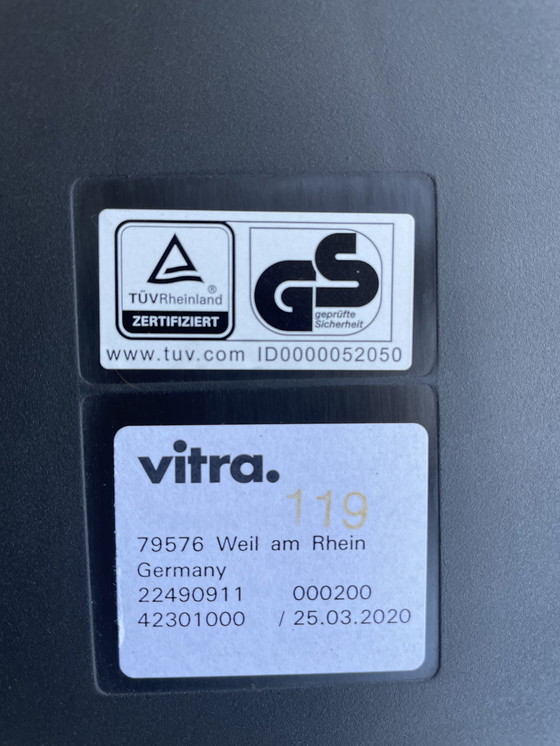 TÜVRheinland®
ZERTIFIZIERT
GS
geprüfte
Sicherheit
www.tuv.com ID0000052050
vitra.
119
79576 Weil am Rhein
Germany
22490911 000200
42301000 / 25.03.2020